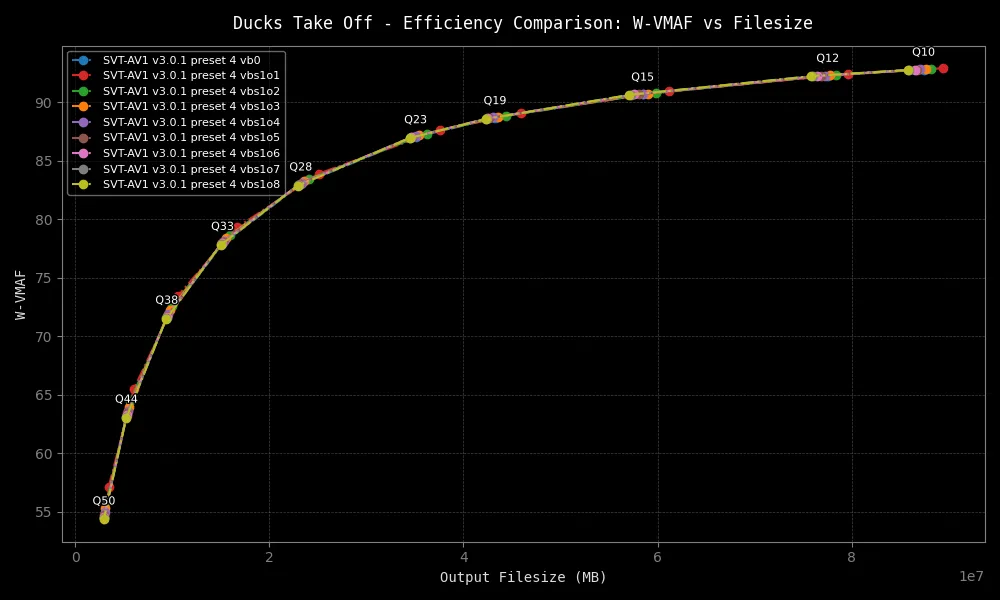 Ducks Take Off - Efficiency Comparison: W-VMAF vs Filesize
SVT-AV1 v3.0.1 preset 4 vb0
SVT-AV1 v3.0.1 preset 4 vbs1o1
SVT-AV1 v3.0.1 preset 4 vbs1o2
SVT-AV1 v3.0.1 preset 4 vbs1o3
SVT-AV1 v3.0.1 preset 4 vbs1o4
SVT-AV1 v3.0.1 preset 4 vbs1o5
SVT-AV1 v3.0.1 preset 4 vbs1o6
SVT-AV1 v3.0.1 preset 4 vbs1o7
SVT-AV1 v3.0.1 preset 4 vbs1o8
Q10
Q12
Q15
Q19
Q23
Q28
Q33
Q38
Q44
Q50
W-VMAF
90
85
80
75
70
65
60
55
0 2 4 6 8
1e7
Output Filesize (MB)